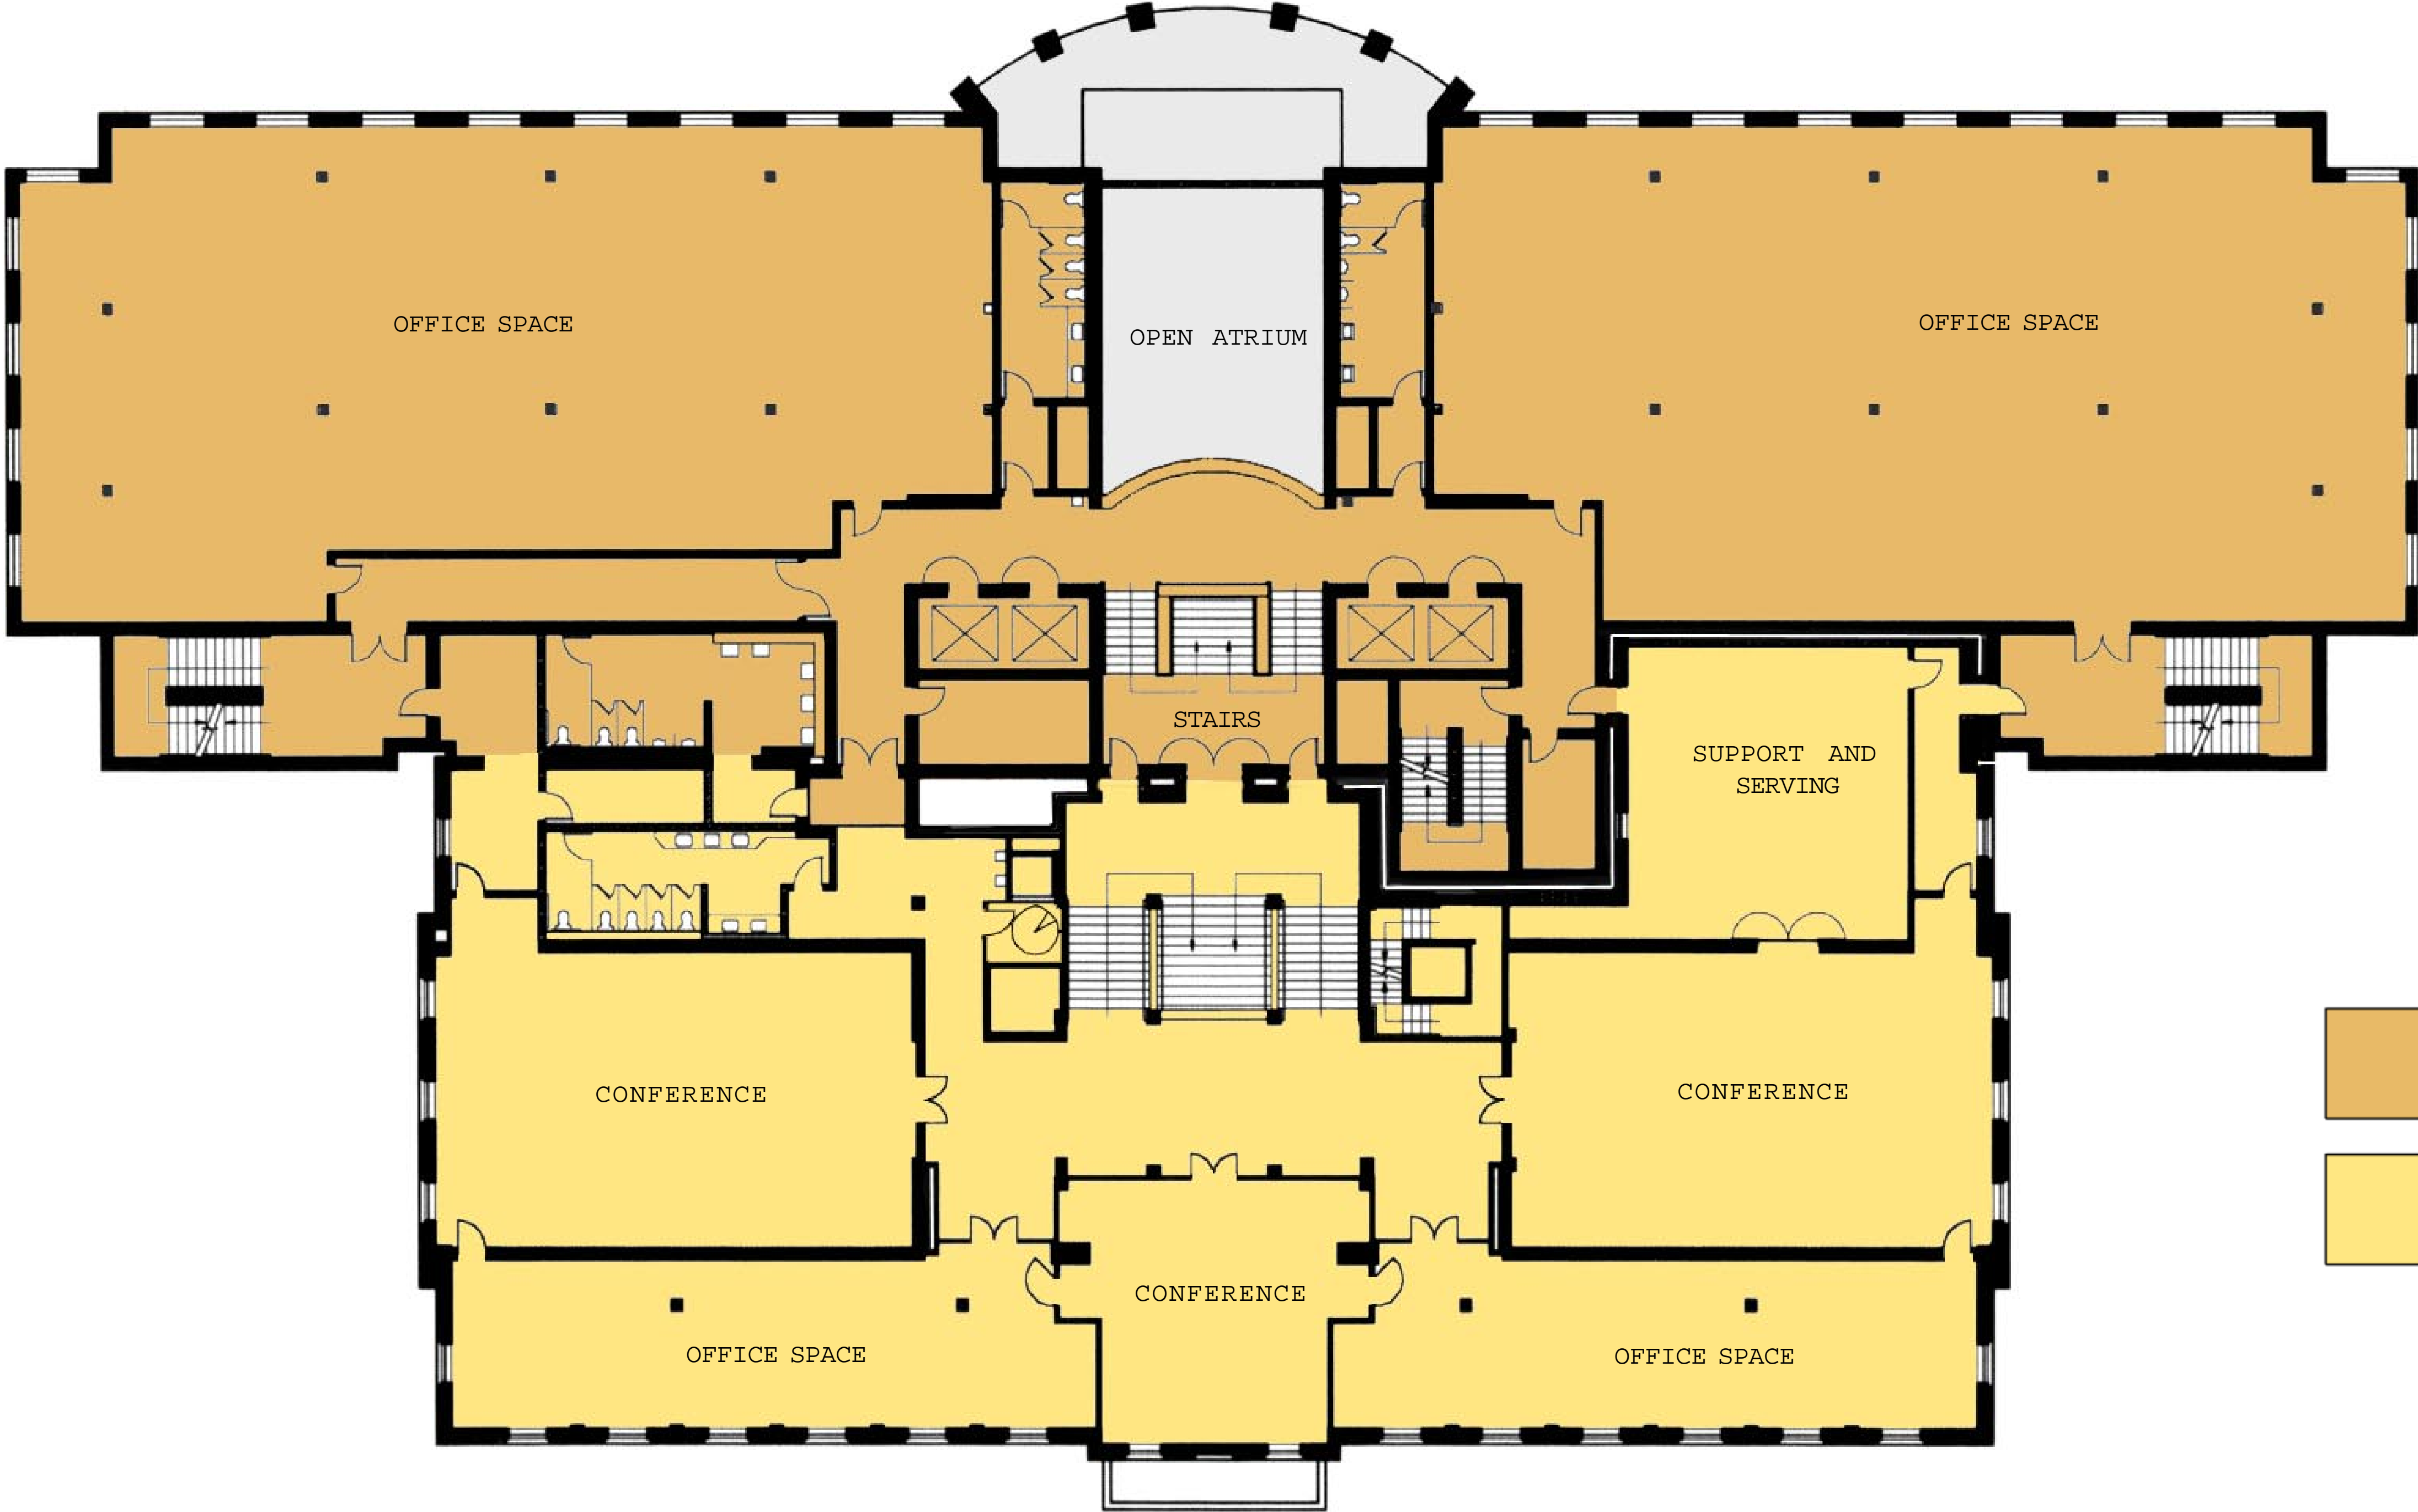 OFFICE SPACE
OPEN ATRIUM
OFFICE SPACE
STAIRS
SUPPORT AND
SERVING
CONFERENCE
CONFERENCE
CONFERENCE
OFFICE SPACE
OFFICE SPACE